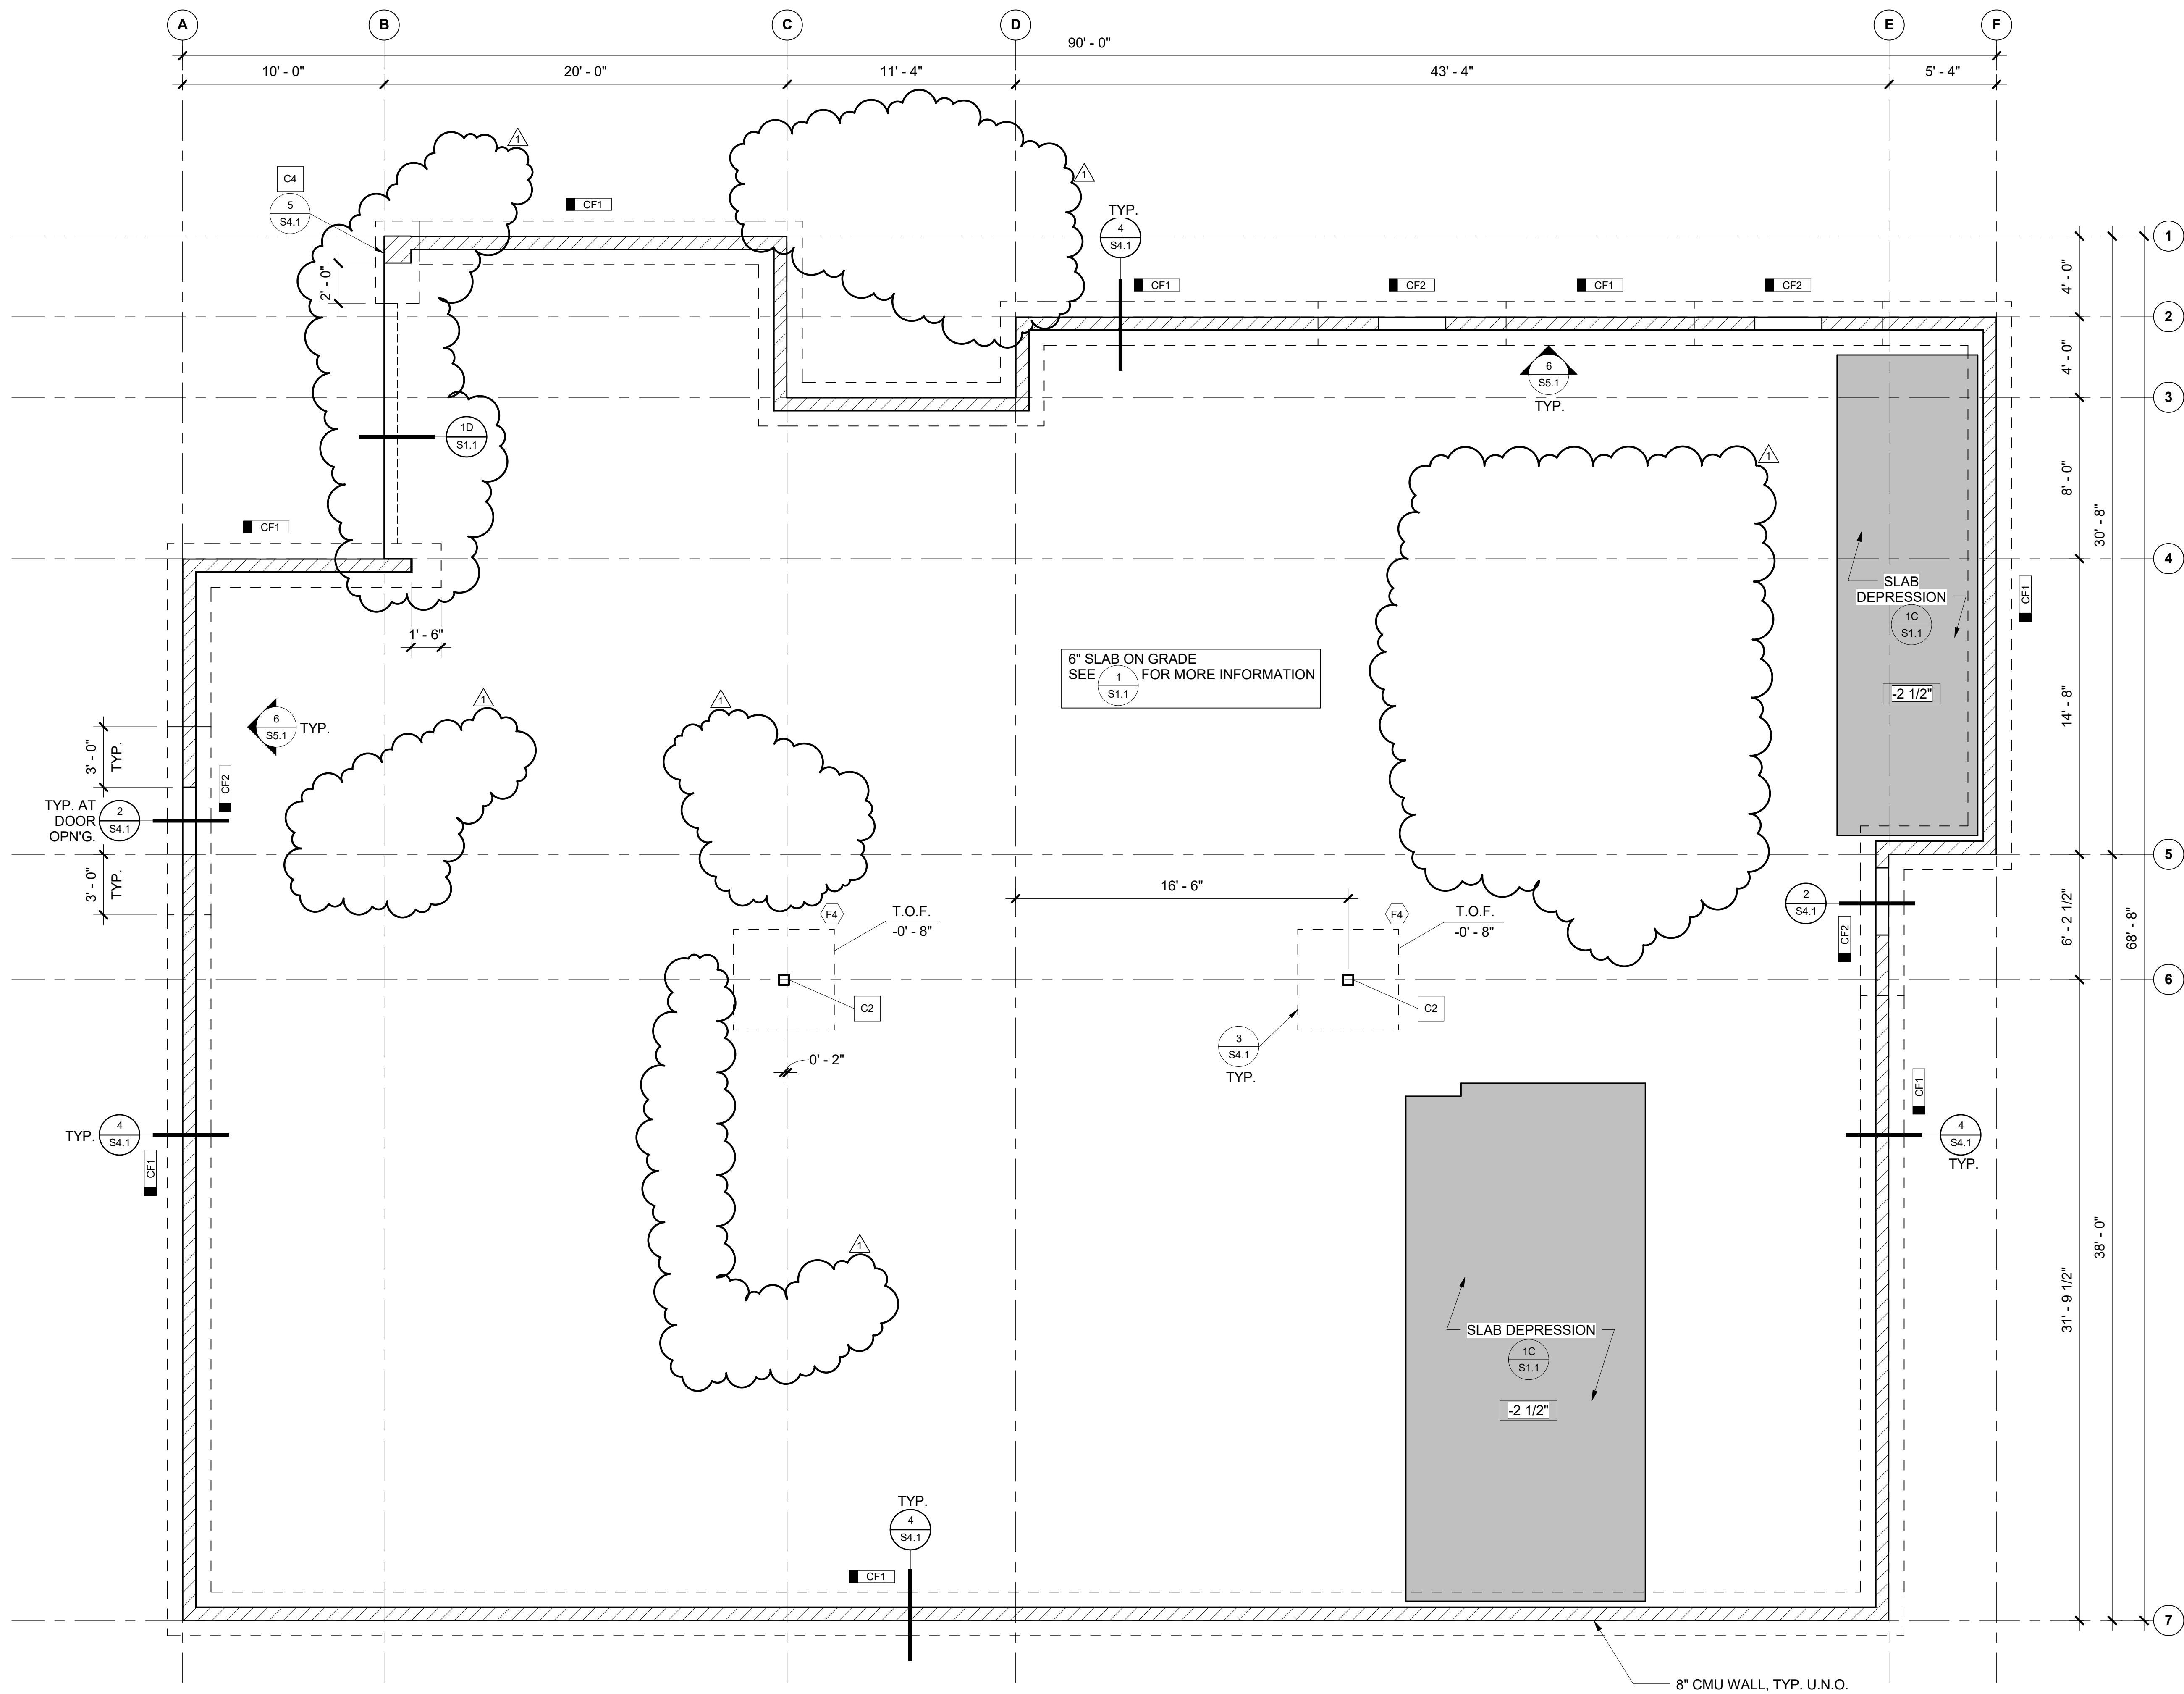 A
B
C
D
E
F
90' - 0"
10' - 0"
20' - 0"
11' - 4"
43' - 4"
5' - 4"
1
1
C4
5
S4.1
CF1
TYP.
4
S4.1
1
2'- 0"
CF1
CF2
CF1
CF2
4' - 0"
2
6
S5.1
TYP.
4' - 0"
3
1D
S1.1
1
8' - 0"
30' - 8"
CF1
4
SLAB
DEPRESSION
1C
S1.1
CF1
1' - 6"
6" SLAB ON GRADE
SEE
1
S1.1
FOR MORE INFORMATION
-2 1/2"
14' - 8"
6
S5.1
TYP.
1
1
3' - 0"
TYP.
CF2
TYP. AT
DOOR
OPN'G.
2
S4.1
3' - 0"
TYP.
5
16' - 6"
2
S4.1
CF2
F4
T.O.F.
-0' - 8"
F4
T.O.F.
-0' - 8"
6' - 2 1/2"
68' - 8"
6
C2
C2
3
S4.1
TYP.
0' - 2"
TYP.
4
S4.1
CF1
CF1
4
S4.1
TYP.
1
38' - 0"
31' - 9 1/2"
SLAB DEPRESSION
1C
S1.1
-2 1/2"
TYP.
4
S4.1
CF1
7
8" CMU WALL, TYP. U.N.O.